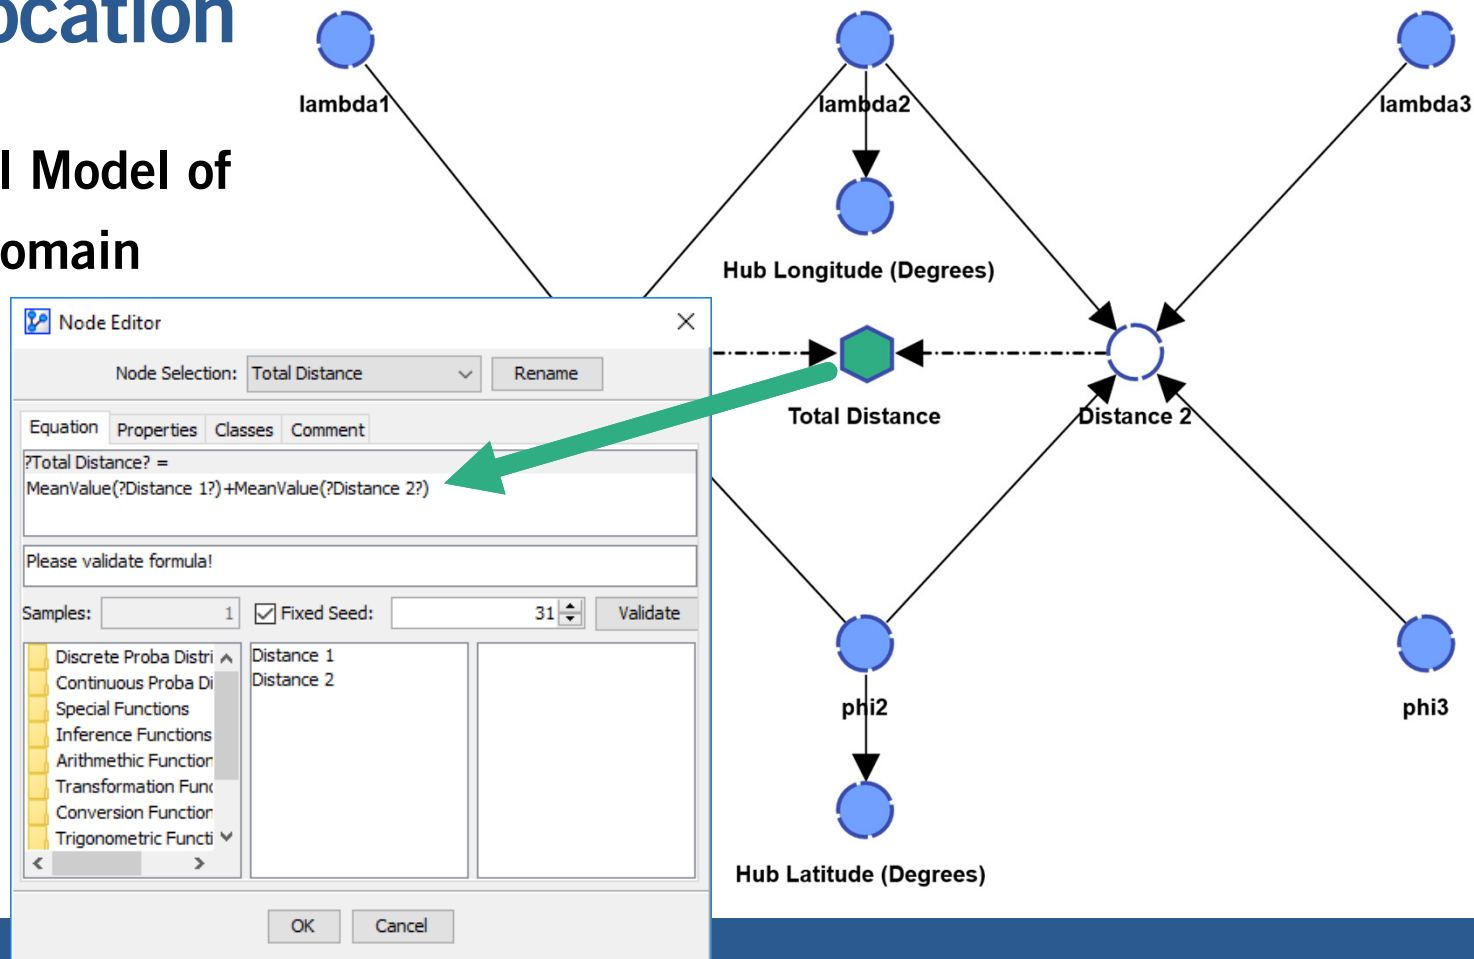 ocation
l Model of
omain
lambda1
lambda2
lambda3
Hub Longitude (Degrees)
Total Distance
Distance 2
phi2
phi3
Hub Latitude (Degrees)
Node Editor
Node Selection: Total Distance Rename
Equation Properties Classes Comment
?Total Distance? =
MeanValue(?Distance 1?)+MeanValue(?Distance 2?)
Please validate formula!
Samples: 1 Fixed Seed: 31 Validate
Discrete Proba Distri
Continuous Proba Di
Special Functions
Inference Functions
Arithmethic Function
Transformation Func
Conversion Function
Trigonometric Functi
Distance 1
Distance 2
OK Cancel